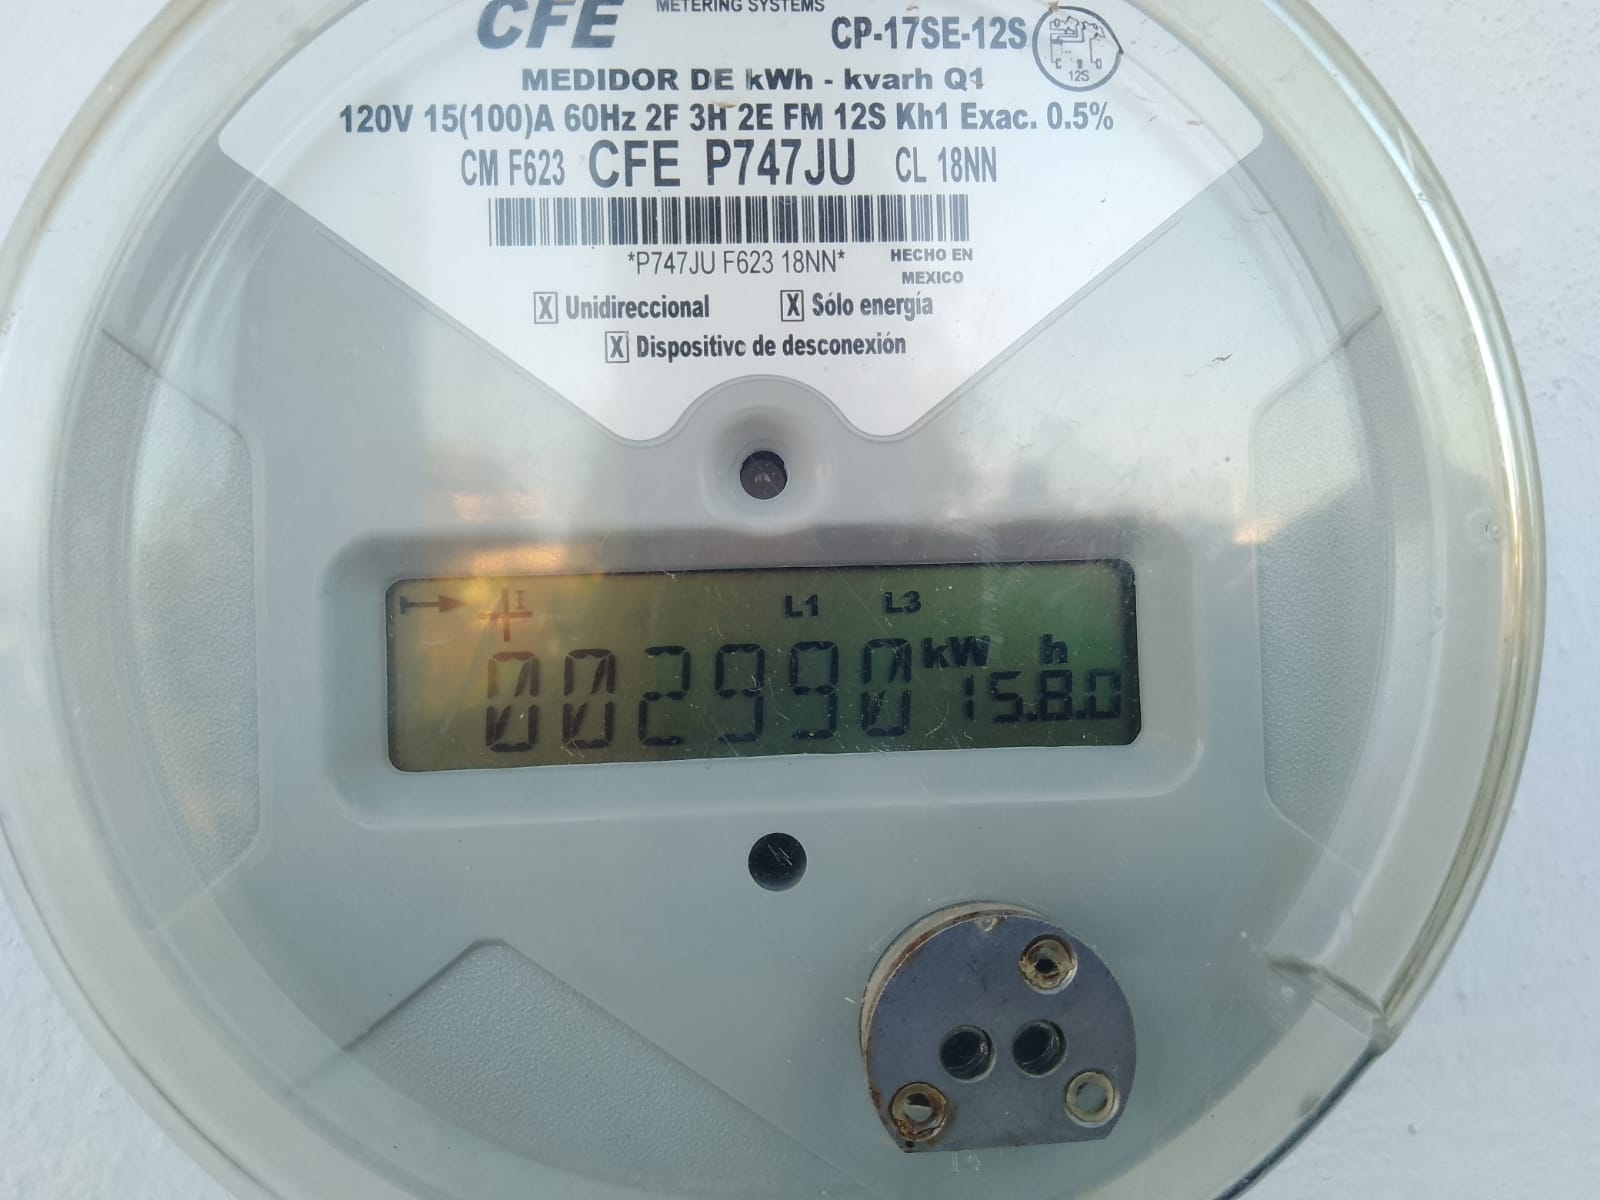 METERING SYSTEMS
CFE
CP-17SE-12S
12S
MEDIDOR DE kWh - kvarh Q1
120V 15(100)A 60Hz 2F 3H 2E FM 12S Kh1 Exac. 0.5%
CM F623 CFE P747JU CL 18NN
*P747JU F623 18NN*
HECHO EN
MEXICO
X Unidireccional X Sólo energía
X Dispositivo de desconexión
I L1 L3
002990 kW h 15.8.0